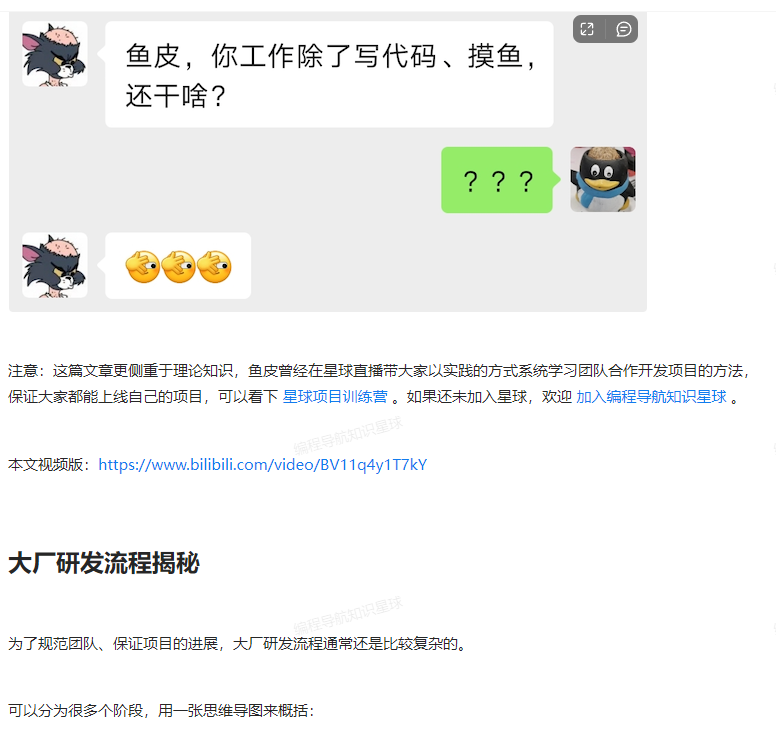 鱼皮，你工作除了写代码、摸鱼，
还干啥？
？？？
注意：这篇文章更侧重于理论知识，鱼皮曾经在星球直播带大家以实践的方式系统学习团队合作开发项目的方法，
保证大家都能上线自己的项目，可以看下 星球项目训练营 。如果还未加入星球，欢迎 加入编程导航知识星球 。
编程导航知识星球
本文视频版：https://www.bilibili.com/video/BV11q4y1T7kY
大厂研发流程揭秘
编程导航知识星球
为了规范团队、保证项目的进展，大厂研发流程通常还是比较复杂的。
可以分为很多个阶段，用一张思维导图来概括：